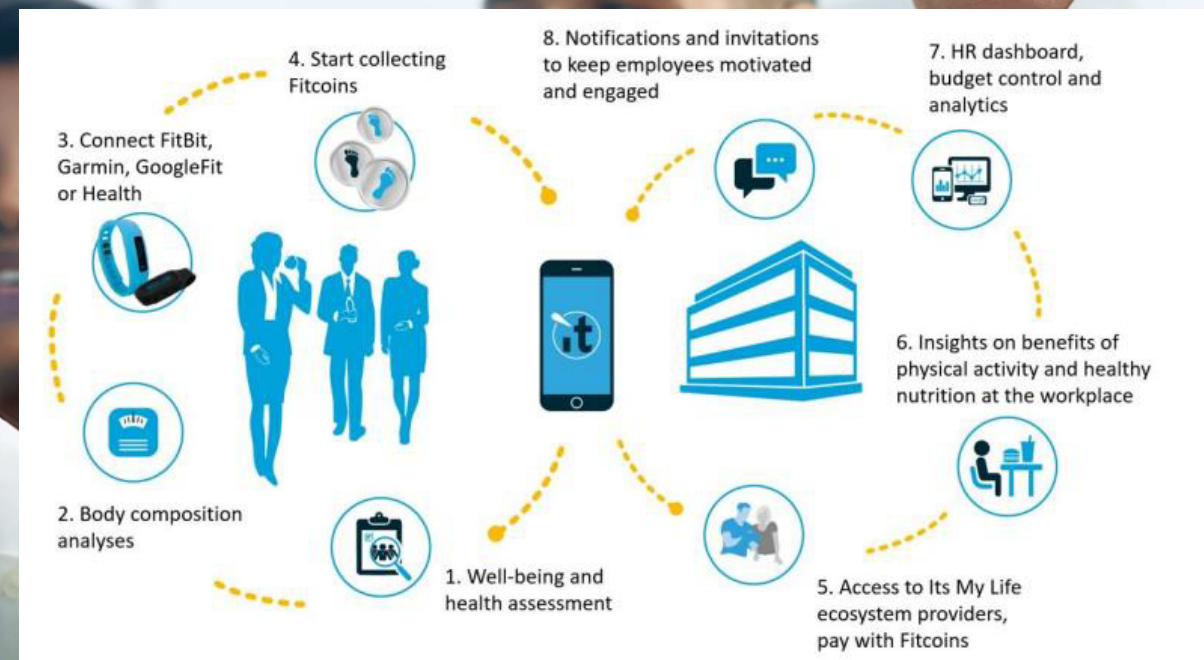 4. Start collecting
Fitcoins
8. Notifications and invitations
to keep employees motivated
and engaged
7. HR dashboard,
budget control and
analytics
3. Connect FitBit,
Garmin, GoogleFit
or Health
.t
6. Insights on benefits of
physical activity and healthy
nutrition at the workplace
2. Body composition
analyses
1. Well-being and
health assessment
5. Access to Its My Life
ecosystem providers,
pay with Fitcoins